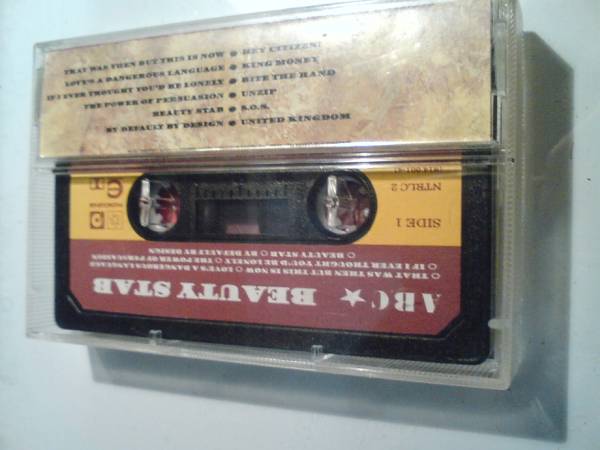 THAT WAS THEN BUT THIS IS NOW ● HEY CITIZEN!
LOVE'S A DANGEROUS LANGUAGE ● KING MONEY
IF I EVER THOUGHT YOU'D BE LONELY ● BITE THE HAND
THE POWER OF PERSUASION ● UNZIP
BEAUTY STAB ● S.O.S.
BY DEFAULT BY DESIGN ● UNITED KINGDOM
ABC★ BEAUTY STAB
○ THAT WAS THEN BUT THIS IS NOW ○ LOVE'S A DANGEROUS LANGUAGE
○ IF I EVER THOUGHT YOU'D BE LONELY ○ THE POWER OF PERSUASION
○ BEAUTY STAB ○ BY DEFAULT BY DESIGN
SIDE 1
NTRLC 2